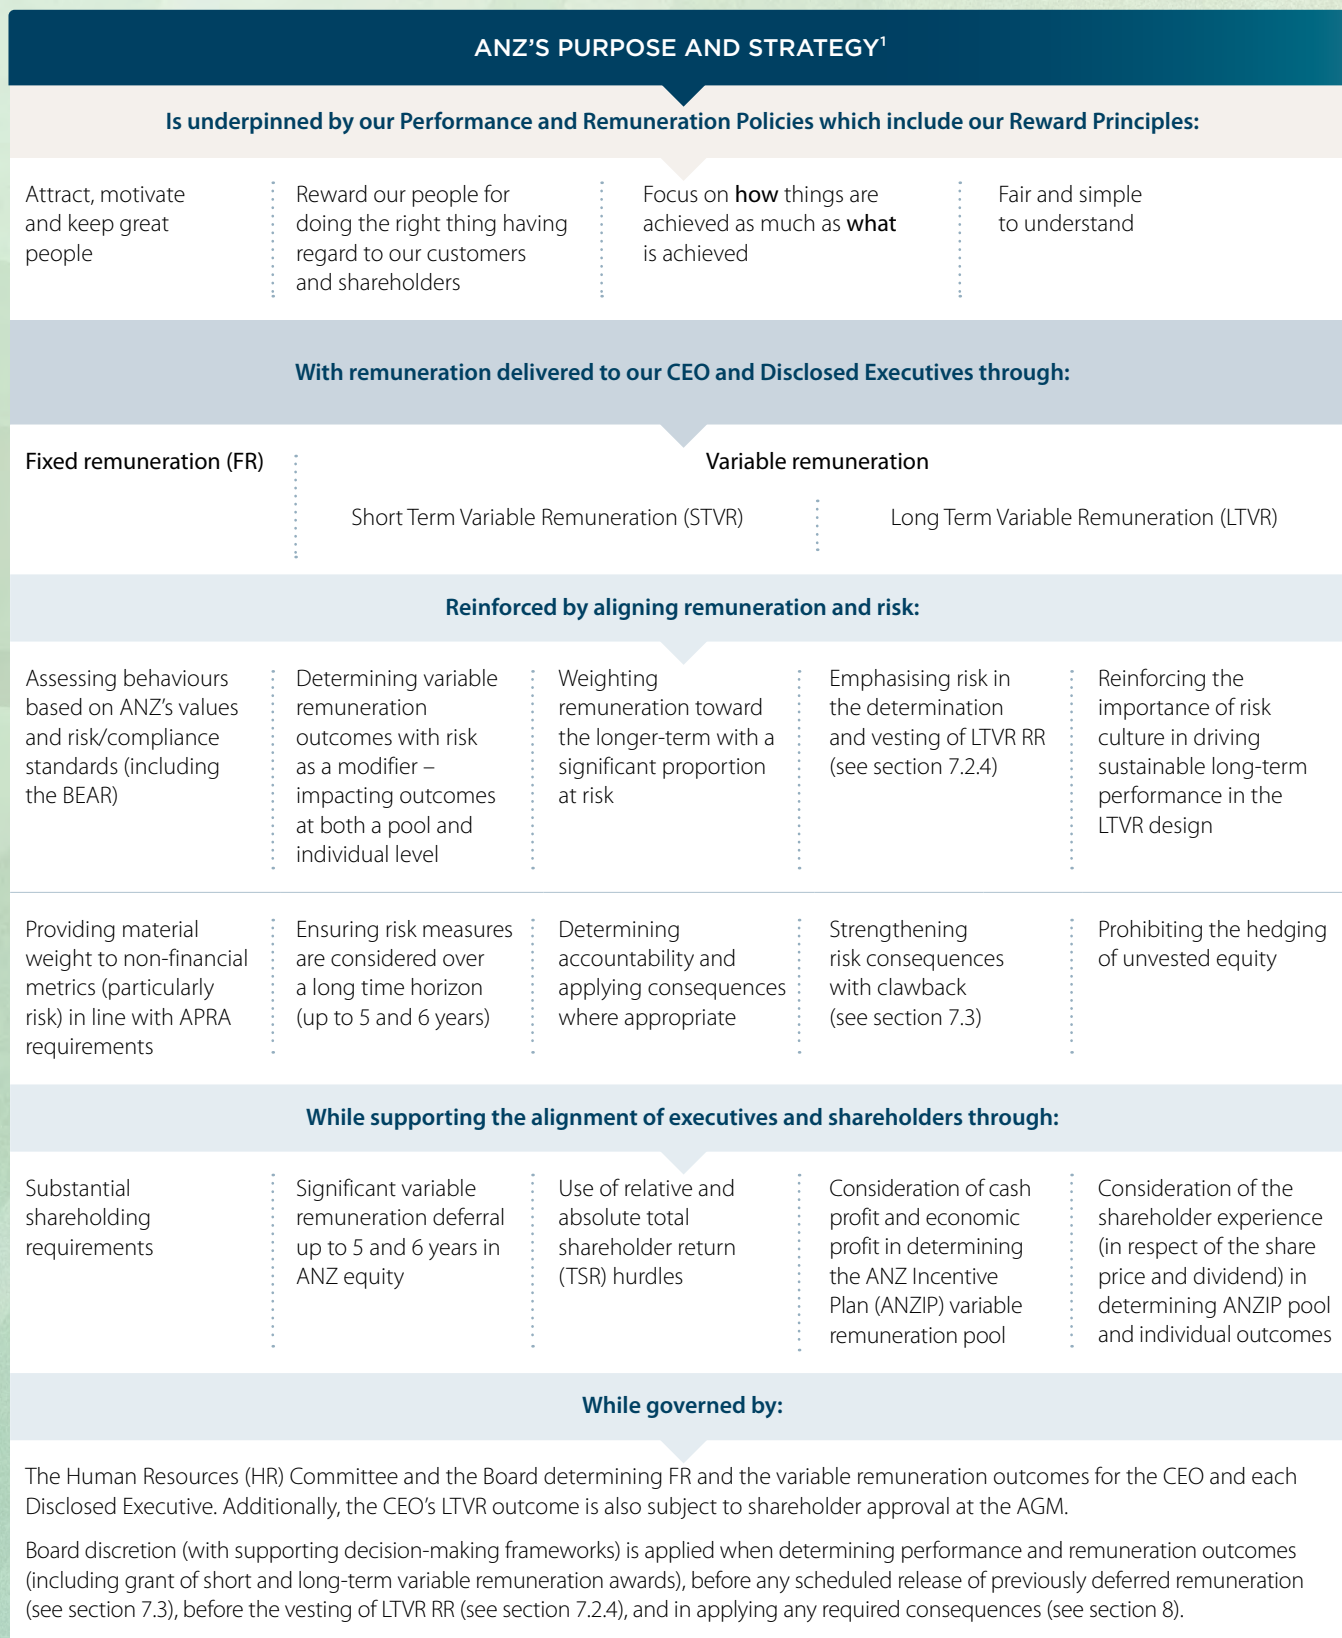 ANZ'S PURPOSE AND STRATEGY1
Is underpinned by our Performance and Remuneration Policies which include our Reward Principles:
Attract, motivate
and keep great
people
Reward our people for
doing the right thing having
regard to our customers
and shareholders
Focus on how things are
achieved as much as what
is achieved
Fair and simple
to understand
With remuneration delivered to our CEO and Disclosed Executives through:
Fixed remuneration (FR)
Variable remuneration
Short Term Variable Remuneration (STVR)
Long Term Variable Remuneration (LTVR)
Reinforced by aligning remuneration and risk:
Assessing behaviours
based on ANZ's values
and risk/compliance
standards (including
the BEAR)
Determining variable
remuneration
outcomes with risk
as a modifier –
impacting outcomes
at both a pool and
individual level
Weighting
remuneration toward
the longer-term with a
significant proportion
at risk
Emphasising risk in
the determination
and vesting of LTVR RR
(see section 7.2.4)
Reinforcing the
importance of risk
culture in driving
sustainable long-term
performance in the
LTVR design
Providing material
weight to non-financial
metrics (particularly
risk) in line with APRA
requirements
Ensuring risk measures
are considered over
a long time horizon
(up to 5 and 6 years)
Determining
accountability and
applying consequences
where appropriate
Strengthening
risk consequences
with clawback
(see section 7.3)
Prohibiting the hedging
of unvested equity
While supporting the alignment of executives and shareholders through:
Substantial
shareholding
requirements
Significant variable
remuneration deferral
up to 5 and 6 years in
ANZ equity
Use of relative and
absolute total
shareholder return
(TSR) hurdles
Consideration of cash
profit and economic
profit in determining
the ANZ Incentive
Plan (ANZIP) variable
remuneration pool
Consideration of the
shareholder experience
(in respect of the share
price and dividend) in
determining ANZIP pool
and individual outcomes
While governed by:
The Human Resources (HR) Committee and the Board determining FR and the variable remuneration outcomes for the CEO and each
Disclosed Executive. Additionally, the CEO's LTVR outcome is also subject to shareholder approval at the AGM.
Board discretion (with supporting decision-making frameworks) is applied when determining performance and remuneration outcomes
(including grant of short and long-term variable remuneration awards), before any scheduled release of previously deferred remuneration
(see section 7.3), before the vesting of LTVR RR (see section 7.2.4), and in applying any required consequences (see section 8).